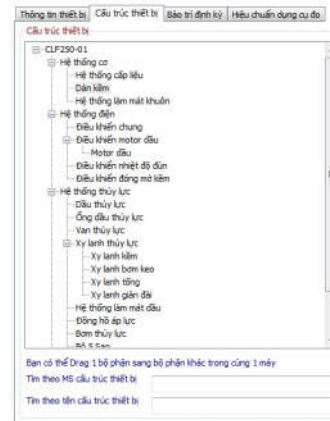 Thông tin thiết bị Cấu trúc thiết bị Bảo trì định kỳ Hiệu chuẩn dụng cụ đo
Cấu trúc thiết bị
CLF250-01
Hệ thống cơ
Hệ thống cấp liệu
Dàn kẽm
Hệ thống làm mát khuôn
Hệ thống điện
Điều khiển chung
Điều khiển motor dầu
Motor dầu
Điều khiển nhiệt độ đùn
Điều khiển đóng mở kẽm
Hệ thống thủy lực
Dầu thủy lực
Ống dầu thủy lực
Van thủy lực
Xy lanh thủy lực
Xy lanh kẽm
Xy lanh bơm keo
Xy lanh tống
Xy lanh giàn đài
Hệ thống làm mát dầu
Đồng hồ áp lực
Bơm thủy lực
Bạn có thể Drag 1 bộ phận sang bộ phận khác trong cùng 1 máy
Tìm theo MS cấu trúc thiết bị
Tìm theo tên cấu trúc thiết bị